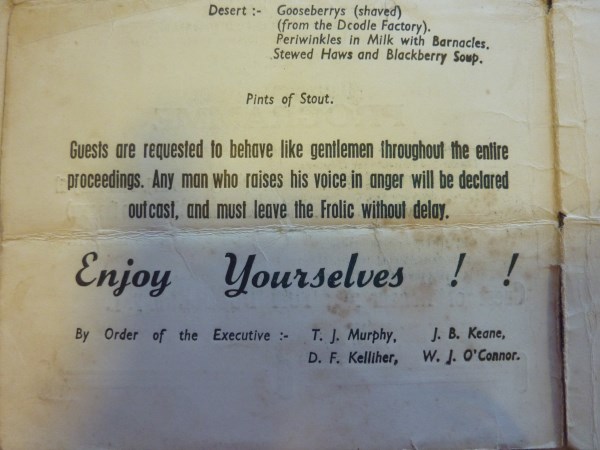 Desert :- Gooseberrys (shaved)
(from the Dcodle Factory).
Periwinkles in Milk with Barnacles.
Stewed Haws and Blackberry Soup.
Pints of Stout.
Guests are requested to behave like gentlemen throughout the entire
proceedings. Any man who raises his voice in anger will be declared
outcast, and must leave the Frolic without delay.
Enjoy Yourselves ! !
By Order of the Executive :- T. J. Murphy, J. B. Keane,
D. F. Kelliher, W. J. O'Connor.